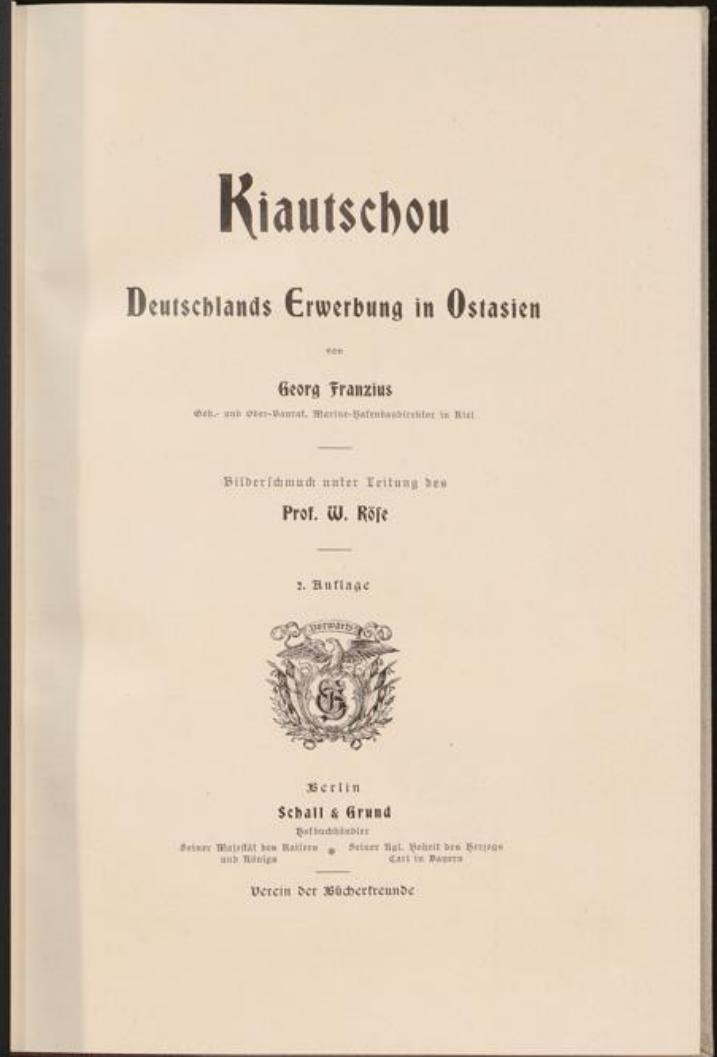 Kiautschou
Deutschlands Erwerbung in Ostasien
von
Georg Franzius
Geh.- und Ober-Baurat, Marine-Hafenbaudirektor in Kiel
Bilderschmuck unter Leitung des
Prof. W. Röse
2. Auflage
Vorwärts
Berlin
Schall & Grund
Hofbuchhändler
Seiner Majestät des Kaisers und Königs
Seiner Kgl. Hoheit des Herzogs Carl in Bayern
Verein der Bücherfreunde